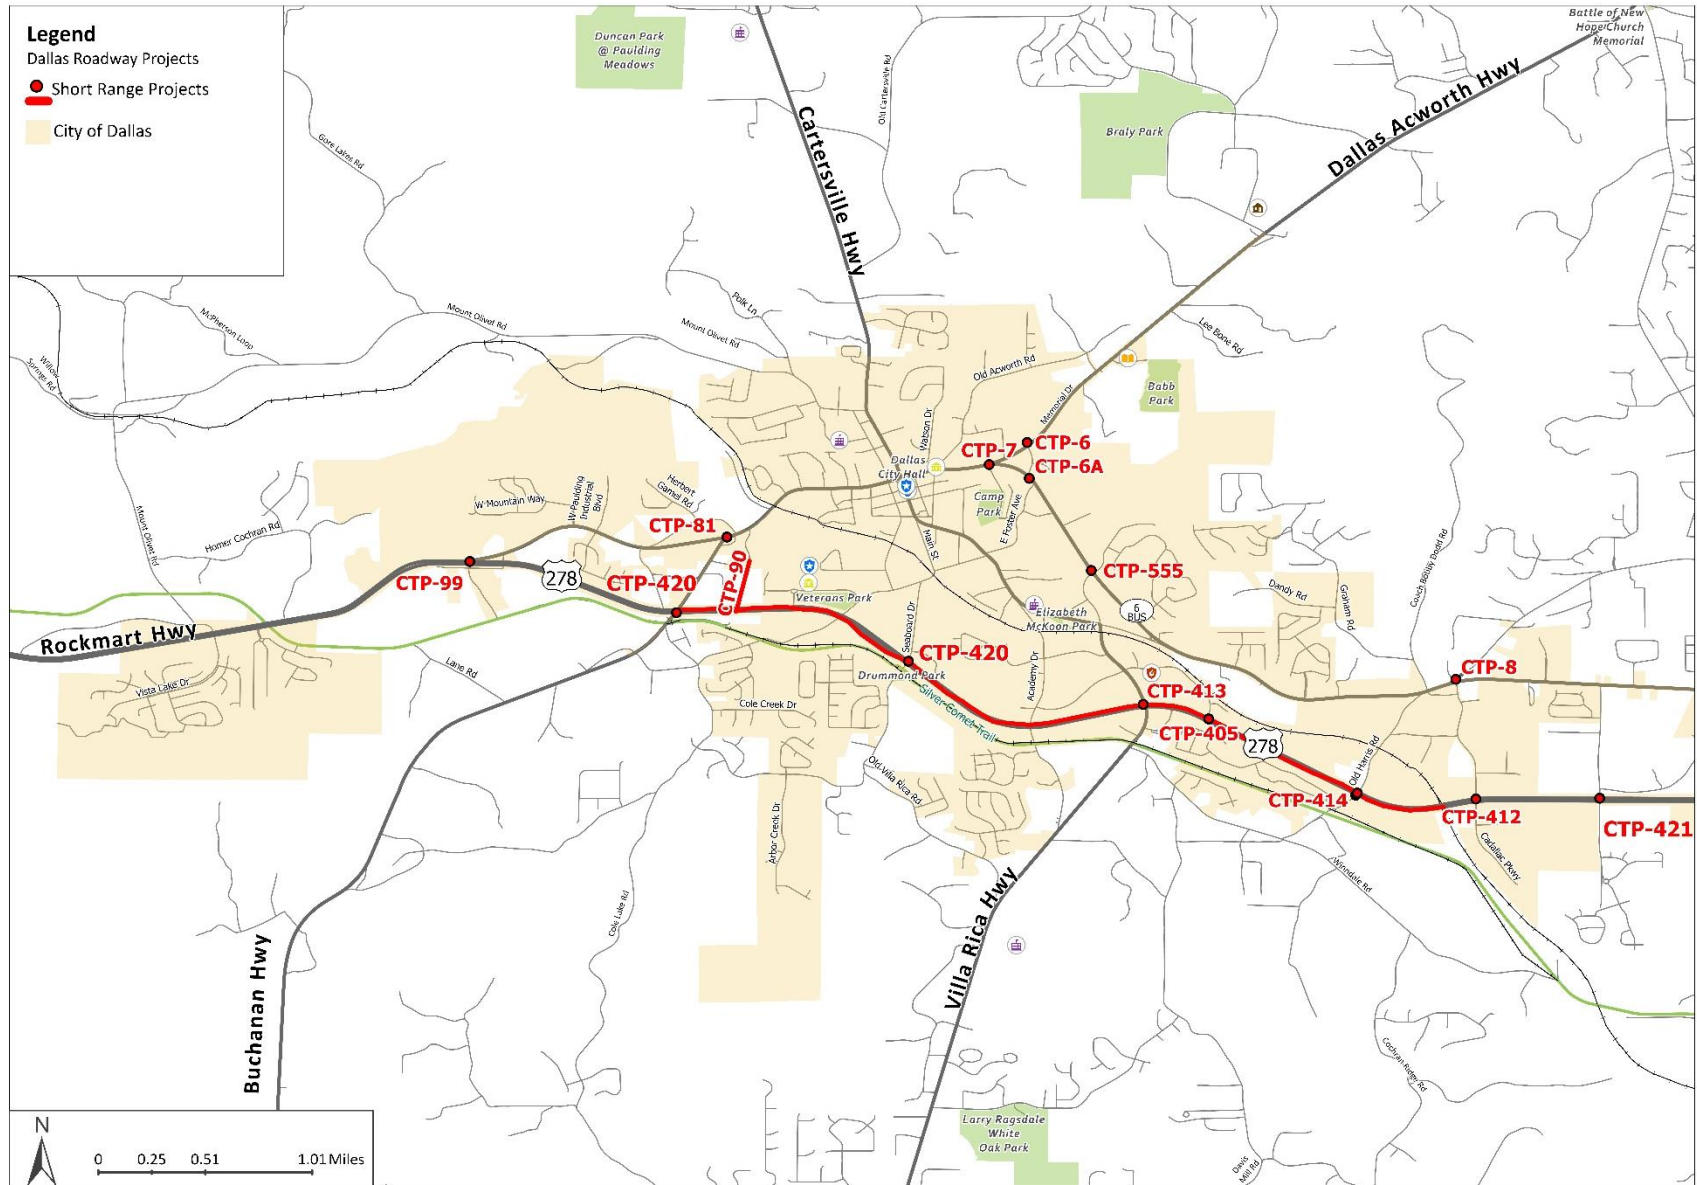 Legend
Dallas Roadway Projects
Short Range Projects
City of Dallas
Duncan Park
@ Paulding
Meadows
Cartersville Hwy
Old Cartersville Rd
Braly Park
Dallas Acworth Hwy
Battle of New
Hope Church
Memorial
Gore Lakes Rd
McPherson Loop
Willow
Springs Rd
Mount Olivet Rd
Polk Ln
Mount Olivet Rd
Lee Bone Rd
Old Acworth Rd
Memorial Dr
Babb
Park
Watson Dr
Dallas
City Hall
CTP-7
CTP-6
CTP-6A
Camp
Park
E Foster Ave
Main St
W Mountain Way
W Paulding
Industrial
Blvd
Herbert
Gamel Rd
CTP-81
Mount Olivet Rd
Homer Cochran Rd
CTP-99
278
CTP-420
CTP-90
Veterans Park
CTP-555
6
BUS
Elizabeth
McKoon Park
Dandy Rd
Graham Rd
Coach Bobby Dodd Rd
Rockmart Hwy
Lane Rd
Vista Lake Dr
Seaboard Dr
CTP-420
Drummond Park
Silver Comet Trail
Academy Dr
CTP-8
CTP-413
CTP-405
278
Old Harris Rd
CTP-414
CTP-412
CTP-421
Cadallac Pkwy
Cole Creek Dr
Old Villa Rica Rd
Arbor Creek Dr
Winndale Rd
Cole Lake Rd
Villa Rica Hwy
Buchanan Hwy
Cochran Ridge Rd
Larry Ragsdale
White
Oak Park
Davis
Mill Rd
N
0 0.25 0.51 1.01 Miles